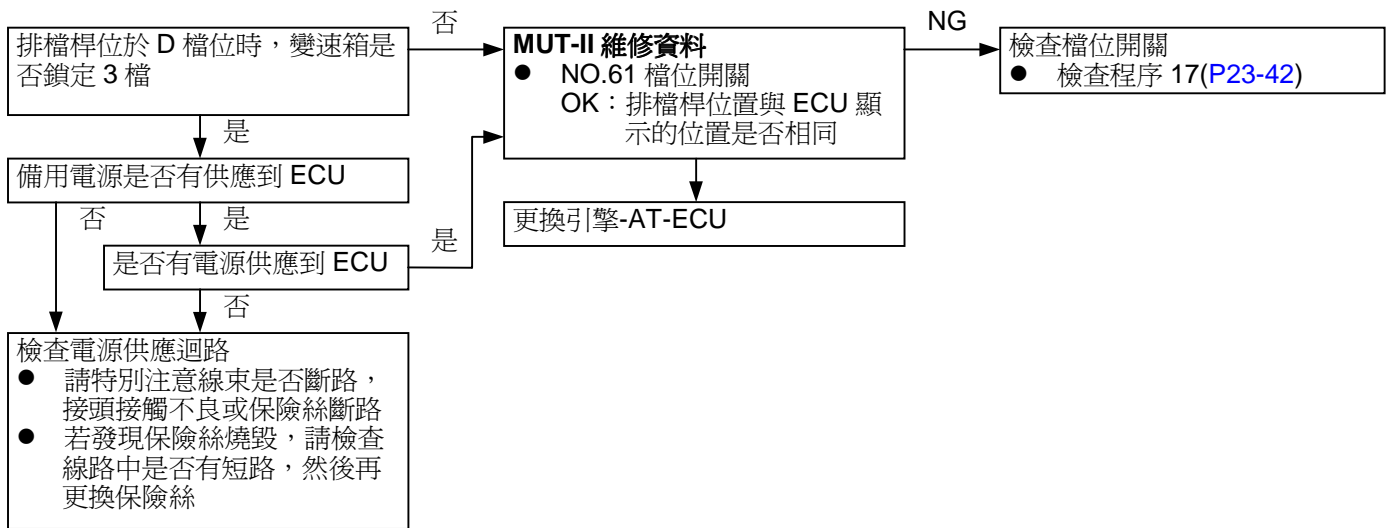 排檔桿位於 D 檔位時，變速箱是
否鎖定 3 檔
否
MUT-II 維修資料
● NO.61 檔位開關
OK：排檔桿位置與 ECU 顯
示的位置是否相同
NG
檢查檔位開關
● 檢查程序 17(P23-42)
是
備用電源是否有供應到 ECU
否
是
是否有電源供應到 ECU
是
更換引擎-AT-ECU
否
檢查電源供應迴路
● 請特別注意線束是否斷路，
接頭接觸不良或保險絲斷路
● 若發現保險絲燒毀，請檢查
線路中是否有短路，然後再
更換保險絲